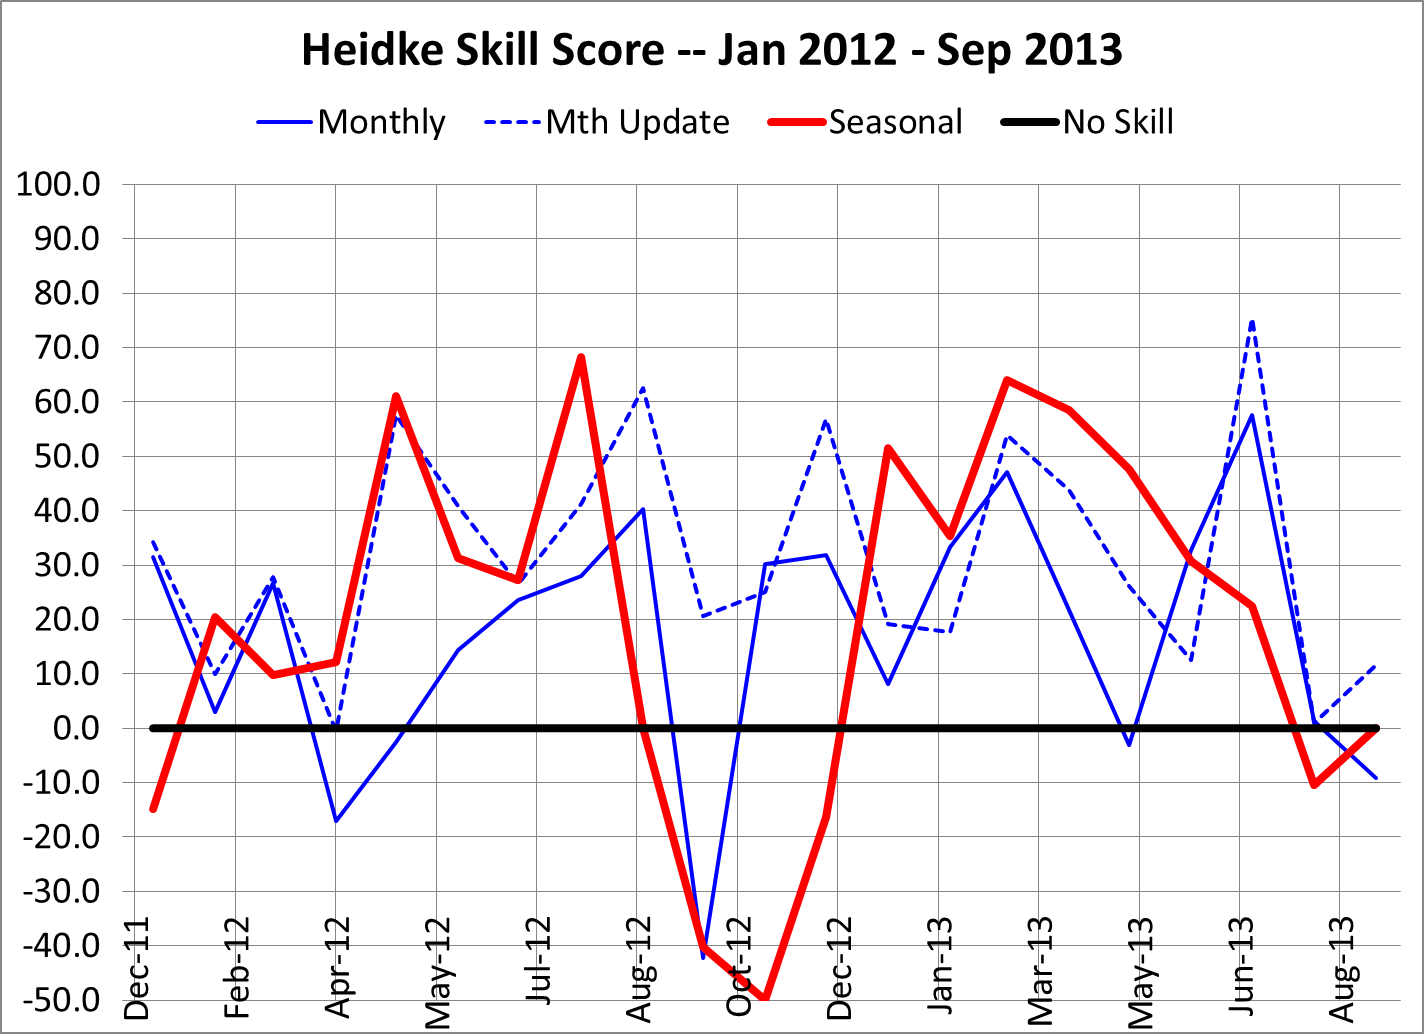 Heidke Skill Score -- Jan 2012 - Sep 2013
Monthly Mth Update Seasonal No Skill
100.0
90.0
80.0
70.0
60.0
50.0
40.0
30.0
20.0
10.0
0.0
-10.0
-20.0
-30.0
-40.0
-50.0
Dec-11
Feb-12
Apr-12
May-12
Jul-12
Aug-12
Oct-12
Dec-12
Jan-13
Mar-13
May-13
Jun-13
Aug-13